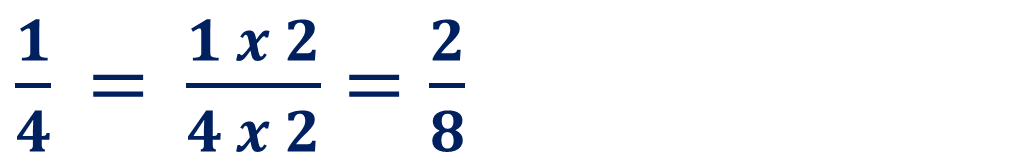 1/4 = 1 x 2/4 x 2 = 2/8